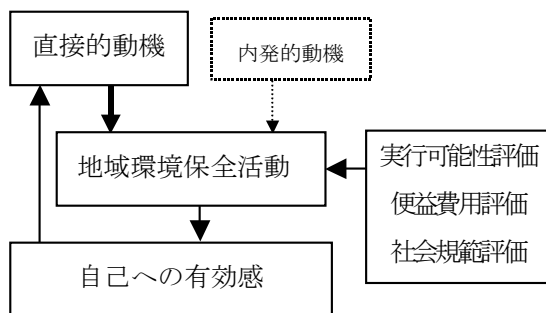 直接的動機
内発的動機
地域環境保全活動
実行可能性評価
便益費用評価
社会規範評価
自己への有効感